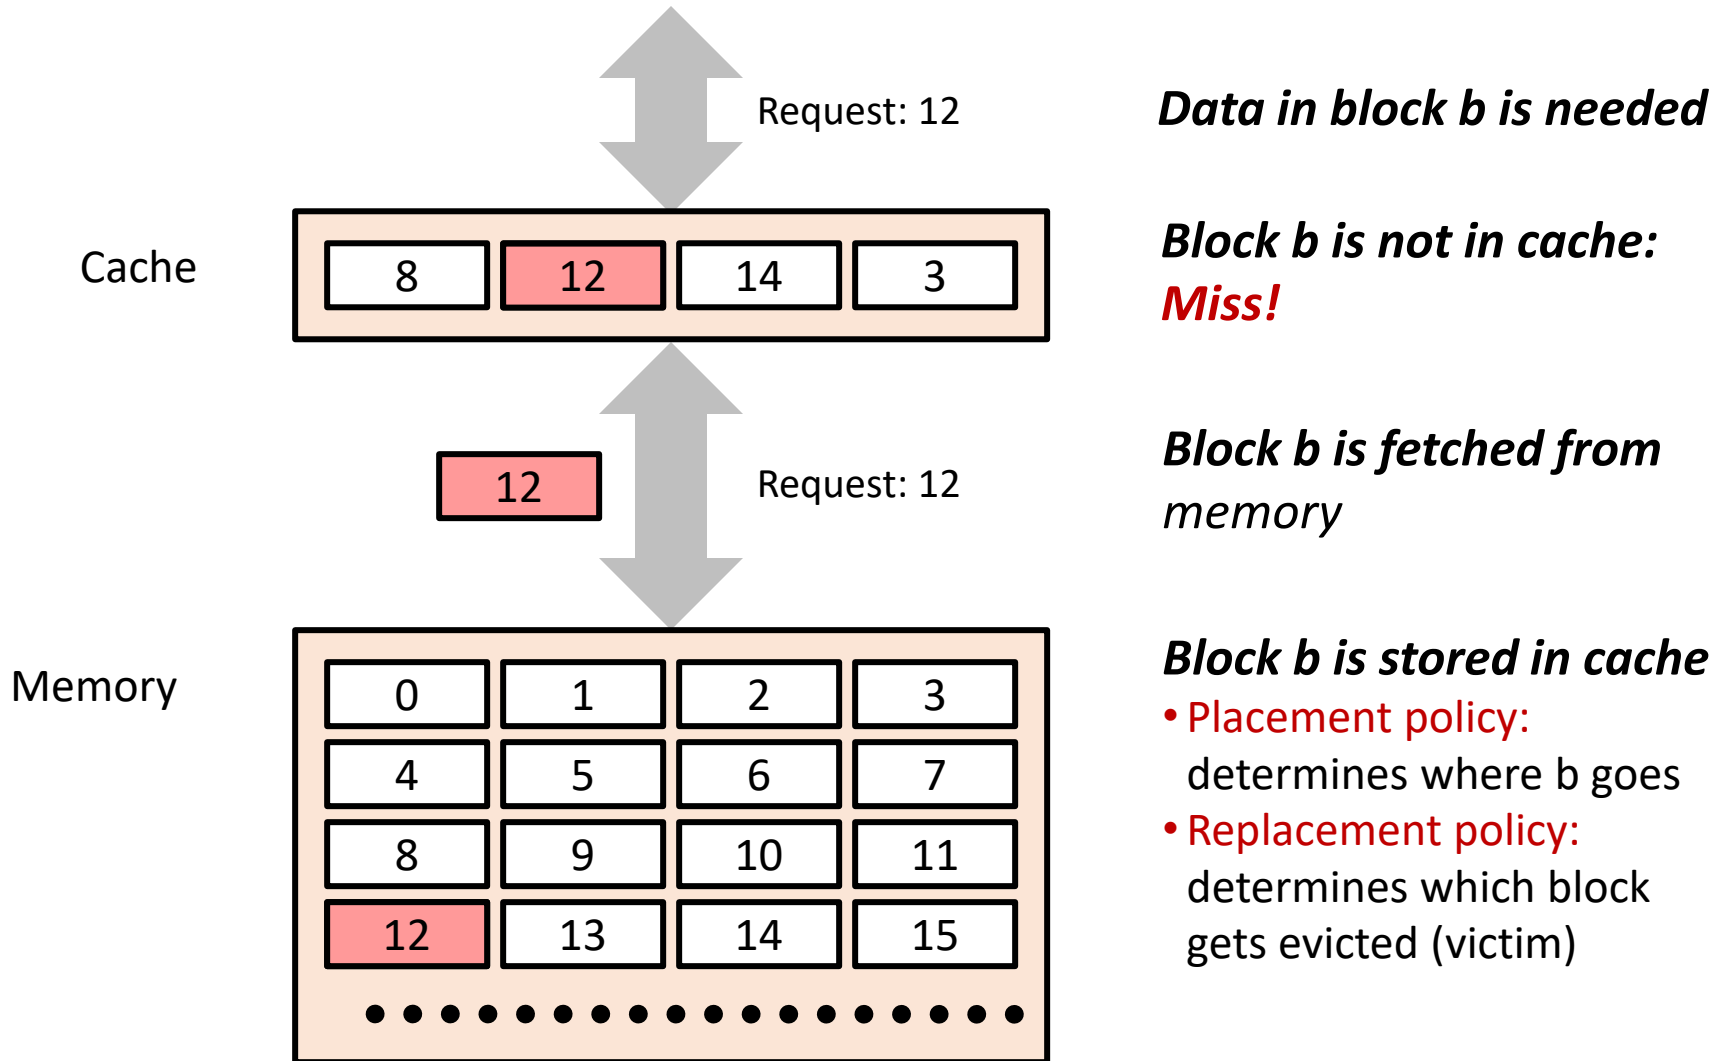 Request: 12
Data in block b is needed
Cache
8 12 14 3
Block b is not in cache:
Miss!
12
Request: 12
Block b is fetched from
memory
Memory
0 1 2 3
4 5 6 7
8 9 10 11
12 13 14 15
Block b is stored in cache
• Placement policy:
determines where b goes
• Replacement policy:
determines which block
gets evicted (victim)